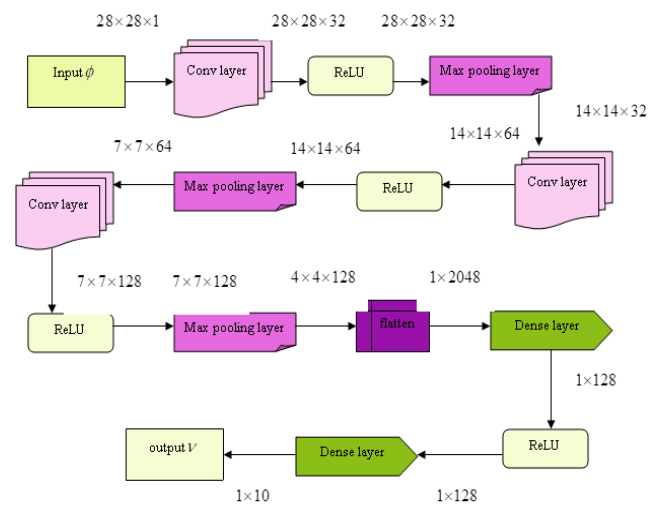 28×28×1
28×28×32
28×28×32
Input ϕ
Conv layer
ReLU
Max pooling layer
14×14×32
14×14×64
14×14×64
7×7×64
Conv layer
ReLU
Max pooling layer
Conv layer
7×7×128
7×7×128
4×4×128
1×2048
ReLU
Max pooling layer
flatten
Dense layer
1×128
ReLU
Dense layer
output V
1×128
1×10